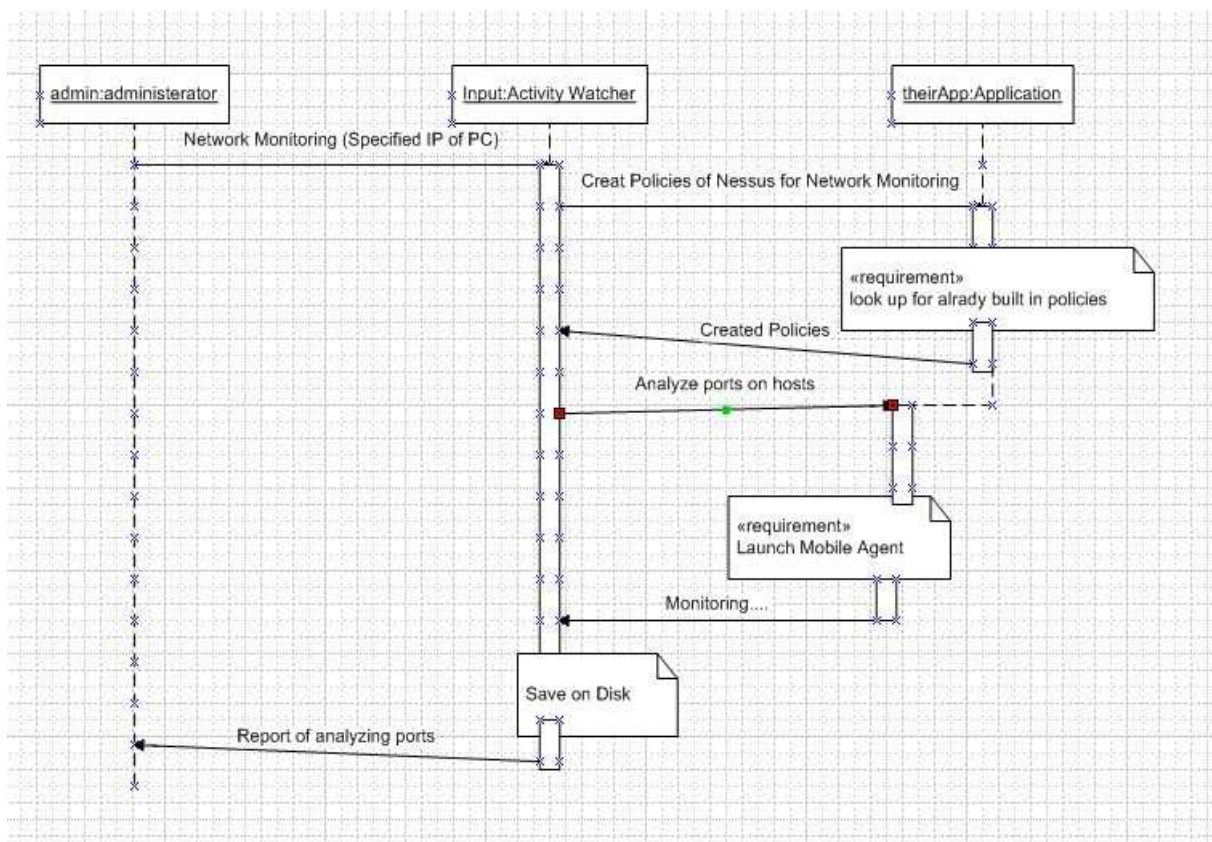 admin:administerator
Input:Activity Watcher
theirApp:Application
Network Monitoring (Specified IP of PC)
Creat Policies of Nessus for Network Monitoring
«requirement»
look up for alrady built in policies
Created Policies
Analyze ports on hosts
«requirement»
Launch Mobile Agent
Monitoring....
Save on Disk
Report of analyzing ports